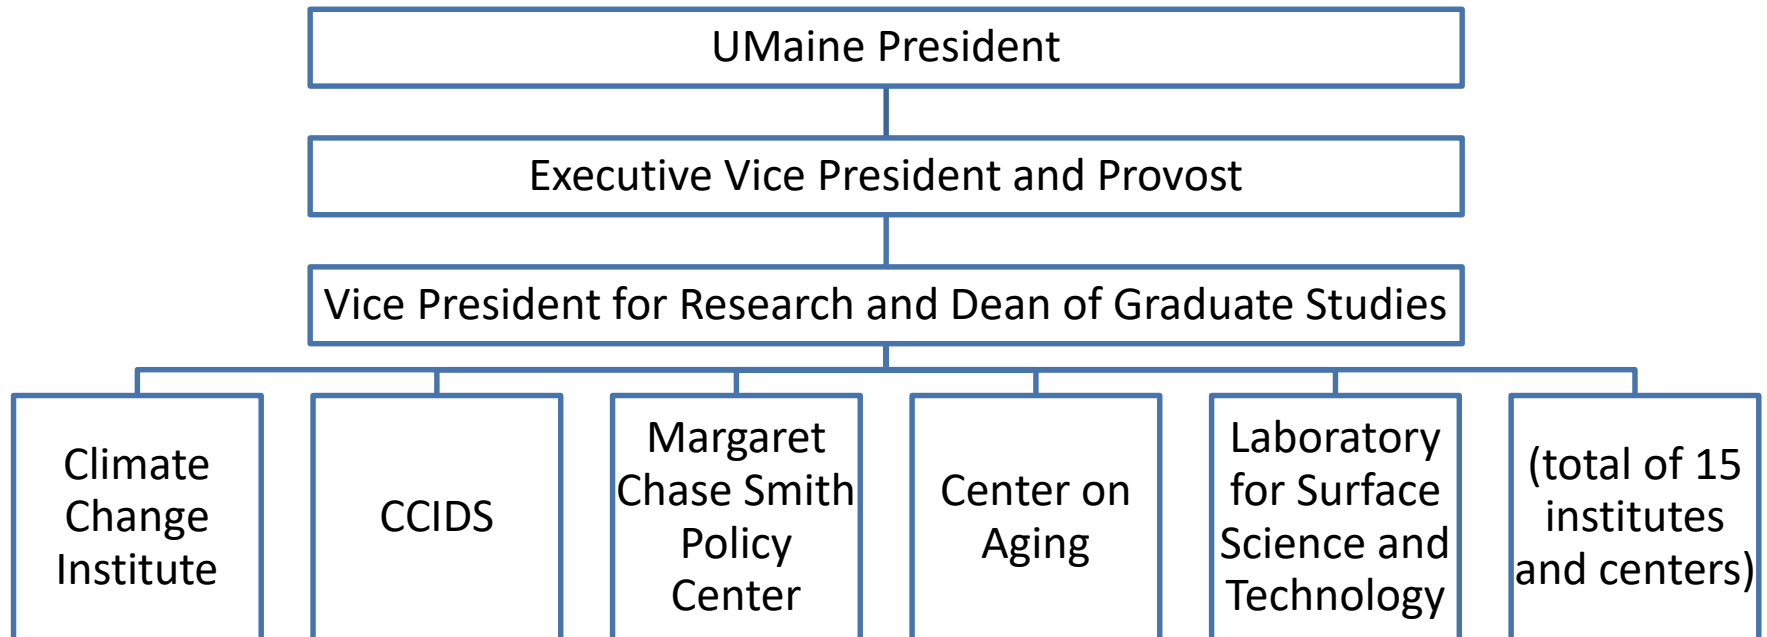 UMaine President
Executive Vice President and Provost
Vice President for Research and Dean of Graduate Studies
Climate
Change
Institute
CCIDS
Margaret
Chase Smith
Policy
Center
Center on
Aging
Laboratory
for Surface
Science and
Technology
(total of 15
institutes
and centers)